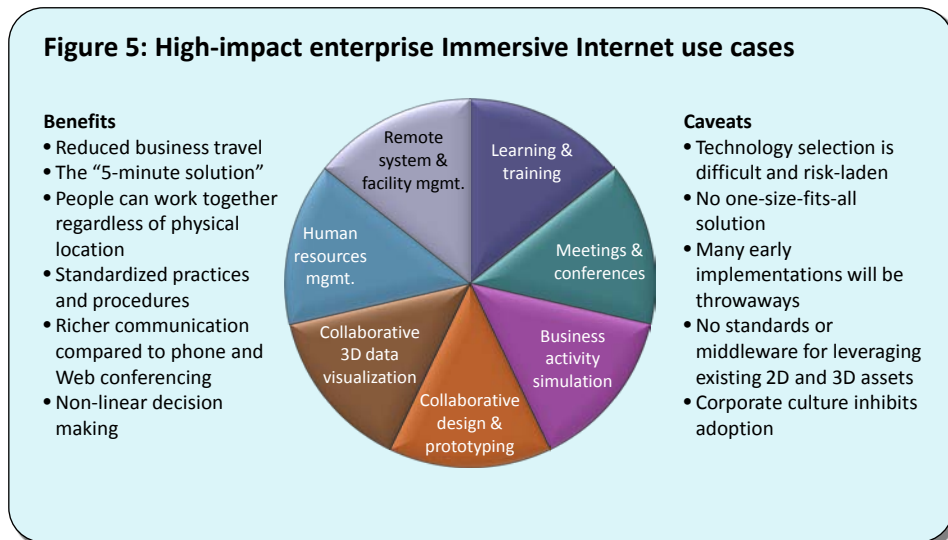 Figure 5: High-impact enterprise Immersive Internet use cases
Benefits
• Reduced business travel
• The “5-minute solution”
• People can work together
regardless of physical
location
• Standardized practices
and procedures
• Richer communication
compared to phone and
Web conferencing
• Non-linear decision
making
Remote
system &
facility mgmt.
Learning &
training
Human
resources
mgmt.
Meetings &
conferences
Collaborative
3D data
visualization
Business
activity
simulation
Collaborative
design &
prototyping
Caveats
• Technology selection is
difficult and risk-laden
• No one-size-fits-all
solution
• Many early
implementations will be
throwaways
• No standards or
middleware for leveraging
existing 2D and 3D assets
• Corporate culture inhibits
adoption